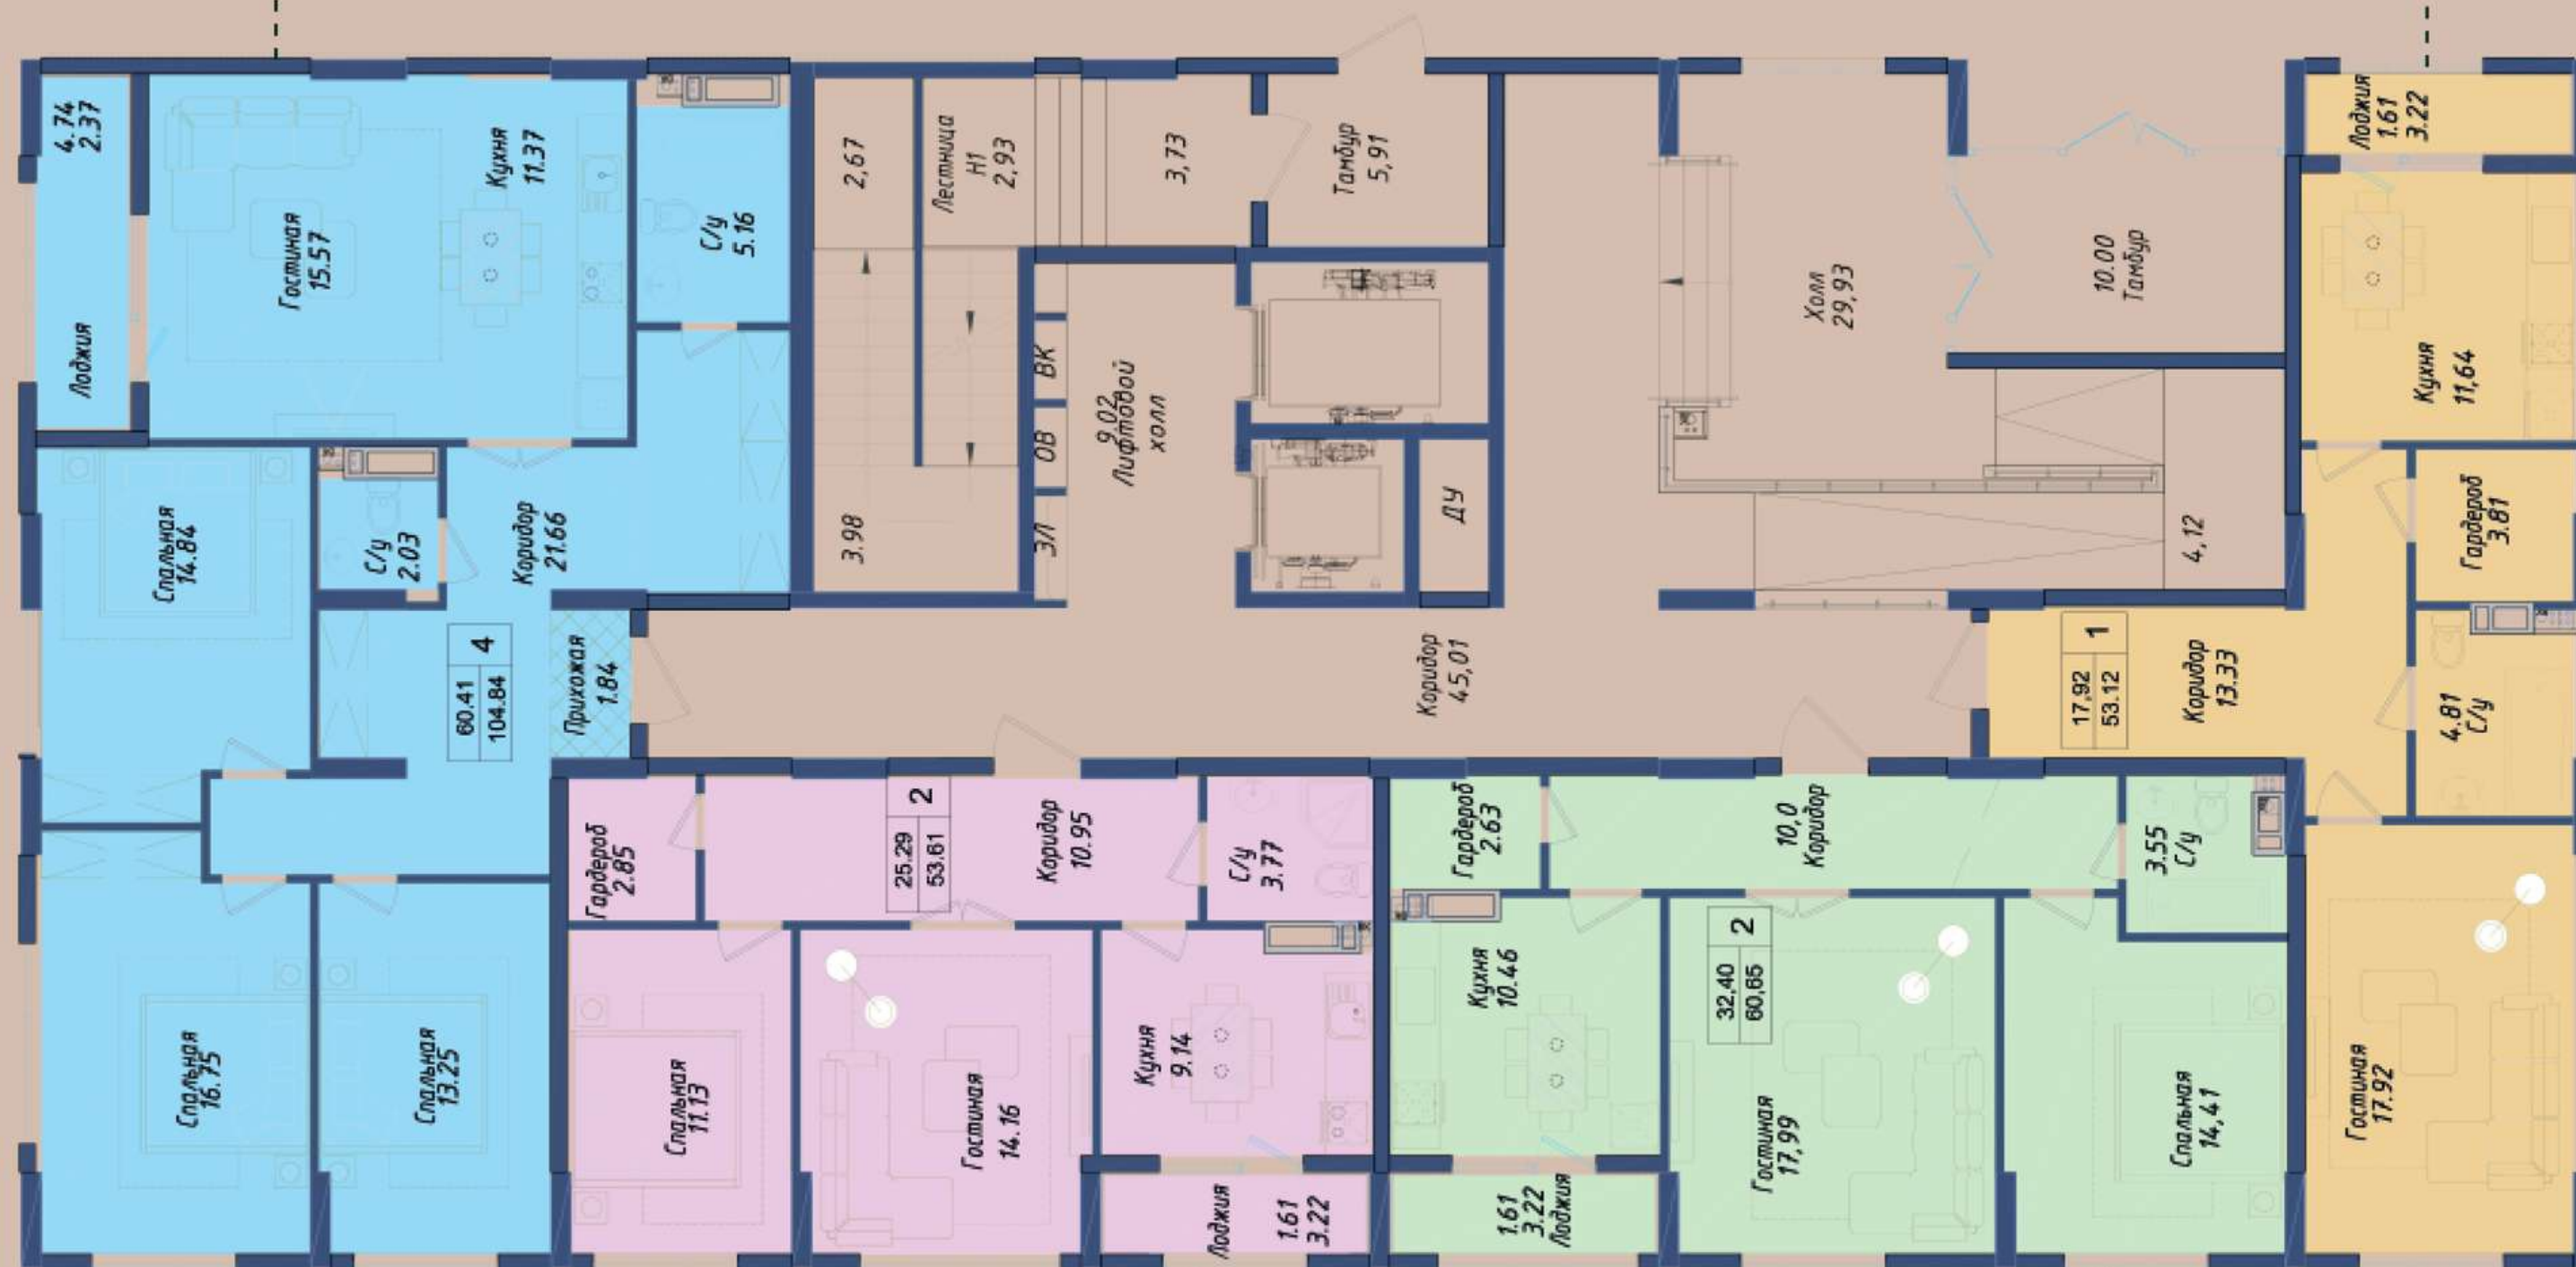 4.74
2.37
Лоджия
Гостиная
15.57
Кухня
11.37
С/у
5.16
Спальная
14.84
С/у
2.03
Коридор
21.66
4
60.41
104.84
Прихожая
1.84
Спальная
16.75
Спальная
13.25
2,67
Лестница
Н1
2,93
3,73
3.98
Тамбур
5,91
ВК
ОВ
ЭЛ
9.02
Лифтовой
холл
ДУ
Холл
29,93
10.00
Тамбур
4,12
Коридор
45,01
Гардероб
2.85
2
25.29
53.61
Коридор
10.95
С/у
3.77
Спальная
11.13
Гостиная
14.16
Кухня
9.14
Лоджия
1.61
3.22
Гардероб
2.63
10,0
Коридор
3.55
С/у
Кухня
10.46
2
32,40
60,65
Гостиная
17,99
Спальная
14,41
1.61
3.22
Лоджия
Лоджия
1.61
3.22
Кухня
11,64
Гардероб
3.81
1
17,92
53.12
Коридор
13.33
4.81
С/у
Гостиная
17.92